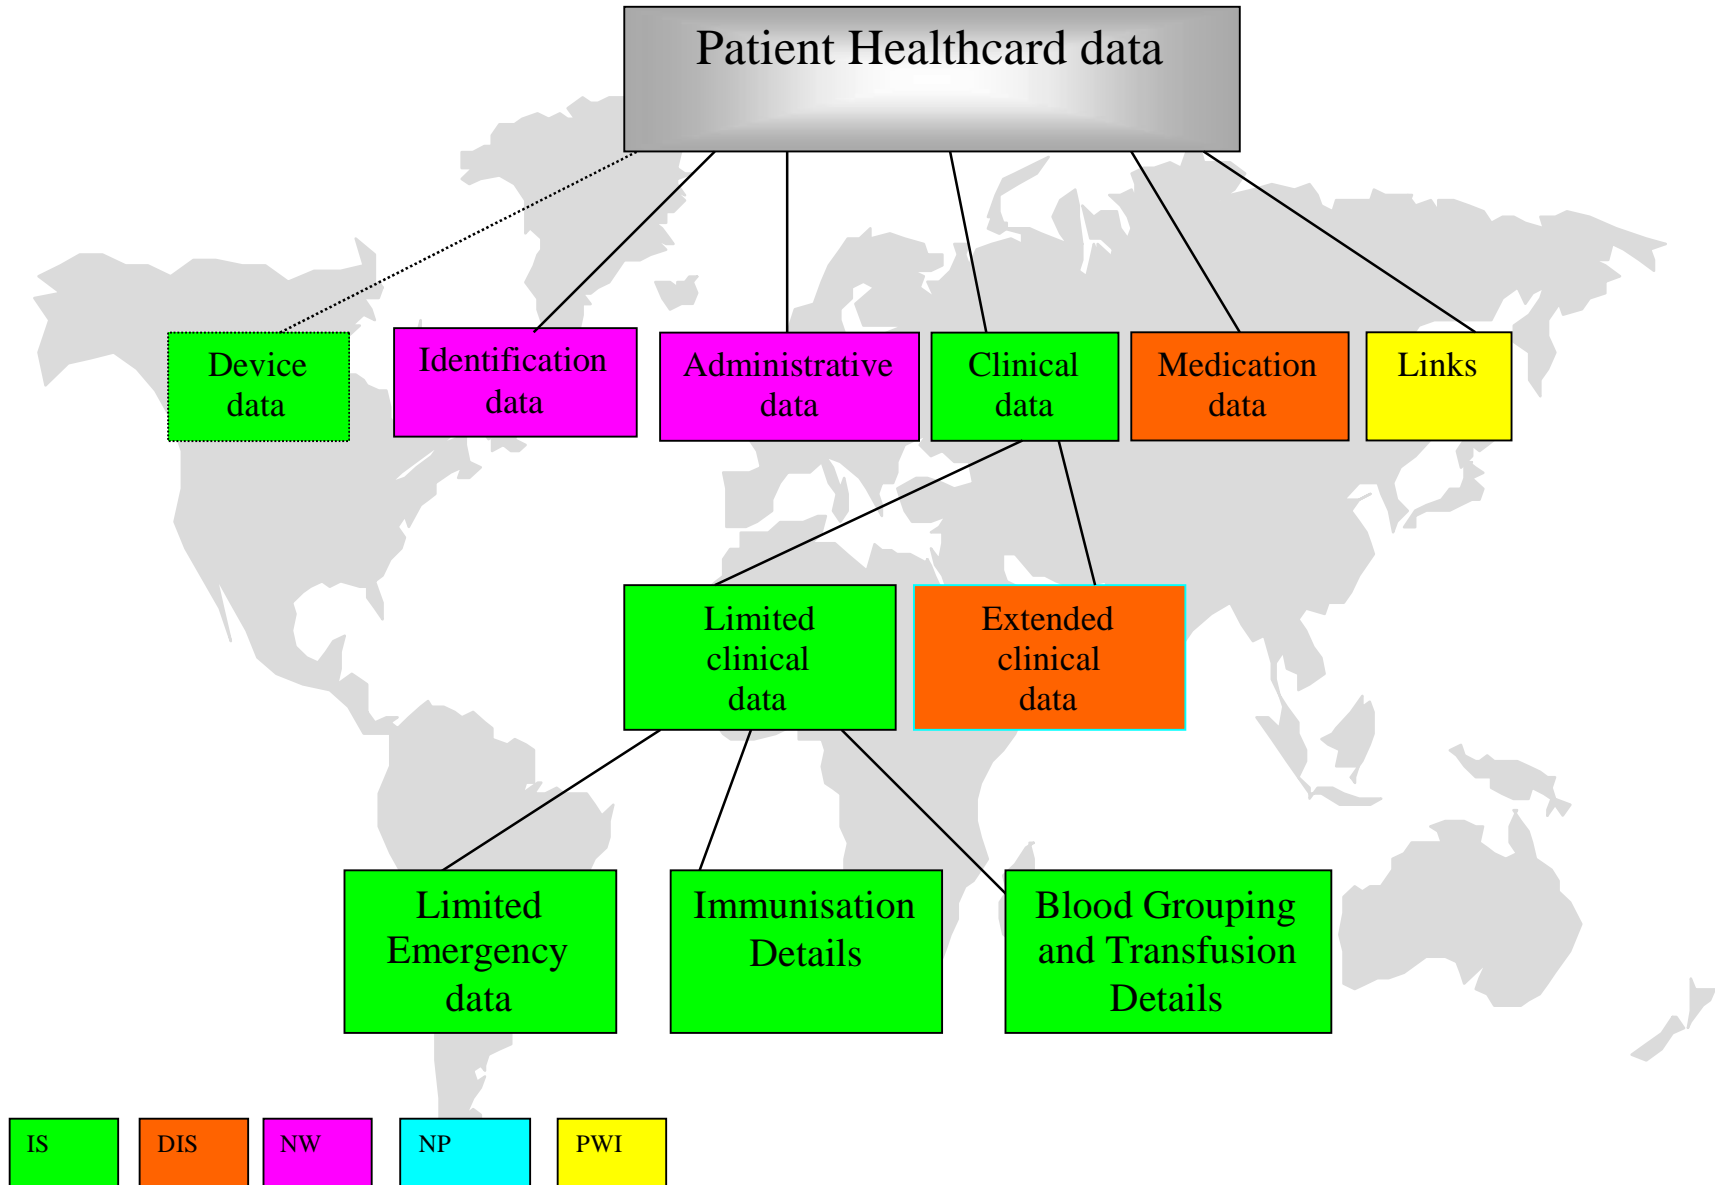 Patient Healthcard data
Device
data
Identification
data
Administrative
data
Clinical
data
Medication
data
Links
Limited
clinical
data
Extended
clinical
data
Limited
Emergency
data
Immunisation
Details
Blood Grouping
and Transfusion
Details
IS
DIS
NW
NP
PWI